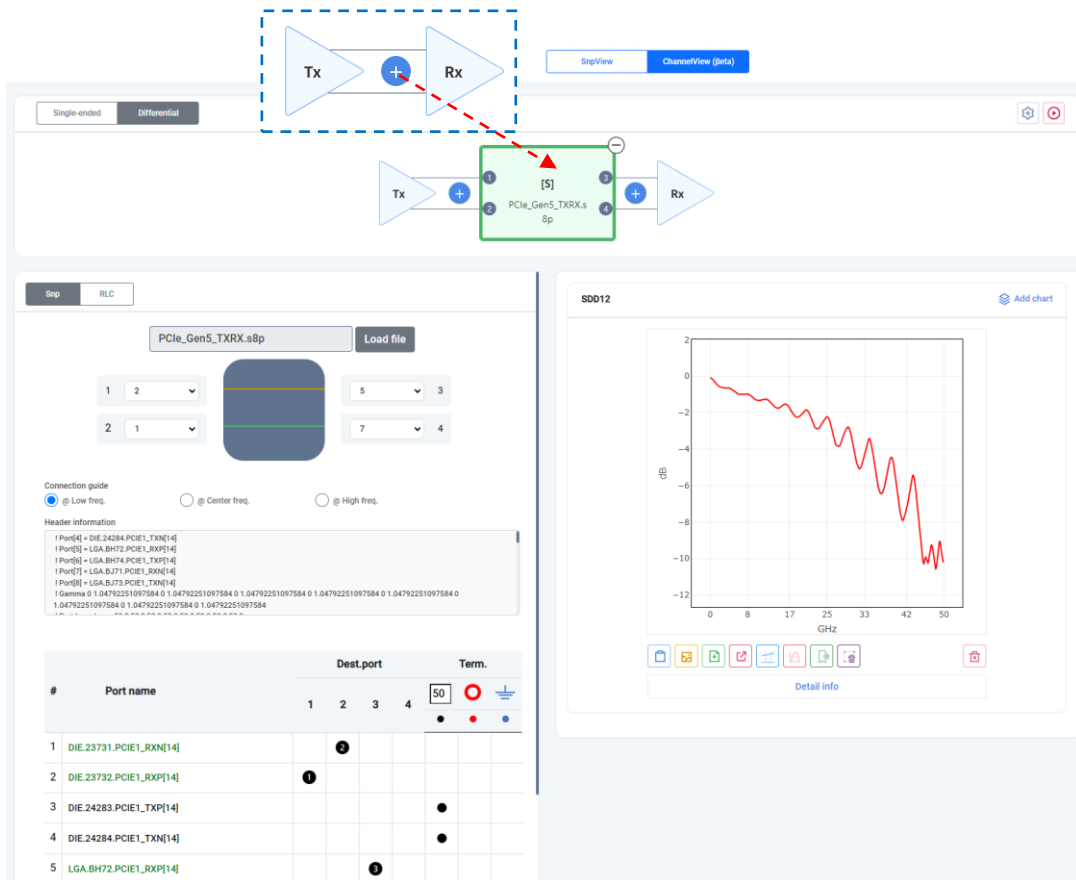 Tx
+
Rx
SnpView
ChannelView (Beta)
Single-ended
Differential
Tx
+
1
2
[S]
PCIe_Gen5_TXRX.s
8p
3
4
+
Rx
Snp
RLC
PCIe_Gen5_TXRX.s8p
Load file
1
2
5
3
2
1
7
4
Connection guide
@ Low freq.
@ Center freq.
@ High freq.
Header information
! Port[4] = DIE.24284.PCIE1_TXN[14]
! Port[5] = LGA.BH72.PCIE1_RXP[14]
! Port[6] = LGA.BH74.PCIE1_TXP[14]
! Port[7] = LGA.BJ71.PCIE1_RXN[14]
! Port[8] = LGA.BJ73.PCIE1_TXN[14]
! Gamma 0 1.04792251097584 0 1.04792251097584 0 1.04792251097584 0 1.04792251097584 0 1.04792251097584 0
1.04792251097584 0 1.04792251097584 0 1.04792251097584
Dest.port
Term.
#
Port name
1
2
3
4
50
1
DIE.23731.PCIE1_RXN[14]
2
2
DIE.23732.PCIE1_RXP[14]
1
3
DIE.24283.PCIE1_TXP[14]
4
DIE.24284.PCIE1_TXN[14]
5
LGA.BH72.PCIE1_RXP[14]
3
SDD12
Add chart
2
0
−2
−4
−6
−8
−10
−12
dB
0
8
17
25
33
42
50
GHz
Detail info